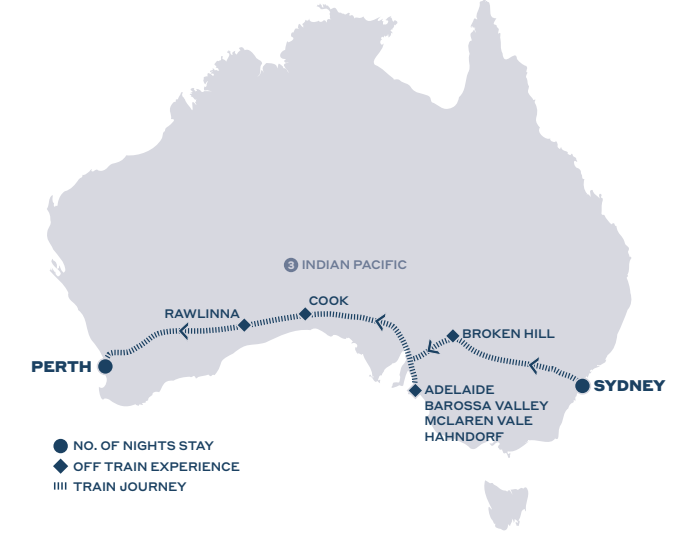 3 INDIAN PACIFIC
COOK
RAWLINNA
BROKEN HILL
PERTH
SYDNEY
ADELAIDE
BAROSSA VALLEY
MCLAREN VALE
HAHNDORF
NO. OF NIGHTS STAY
OFF TRAIN EXPERIENCE
TRAIN JOURNEY